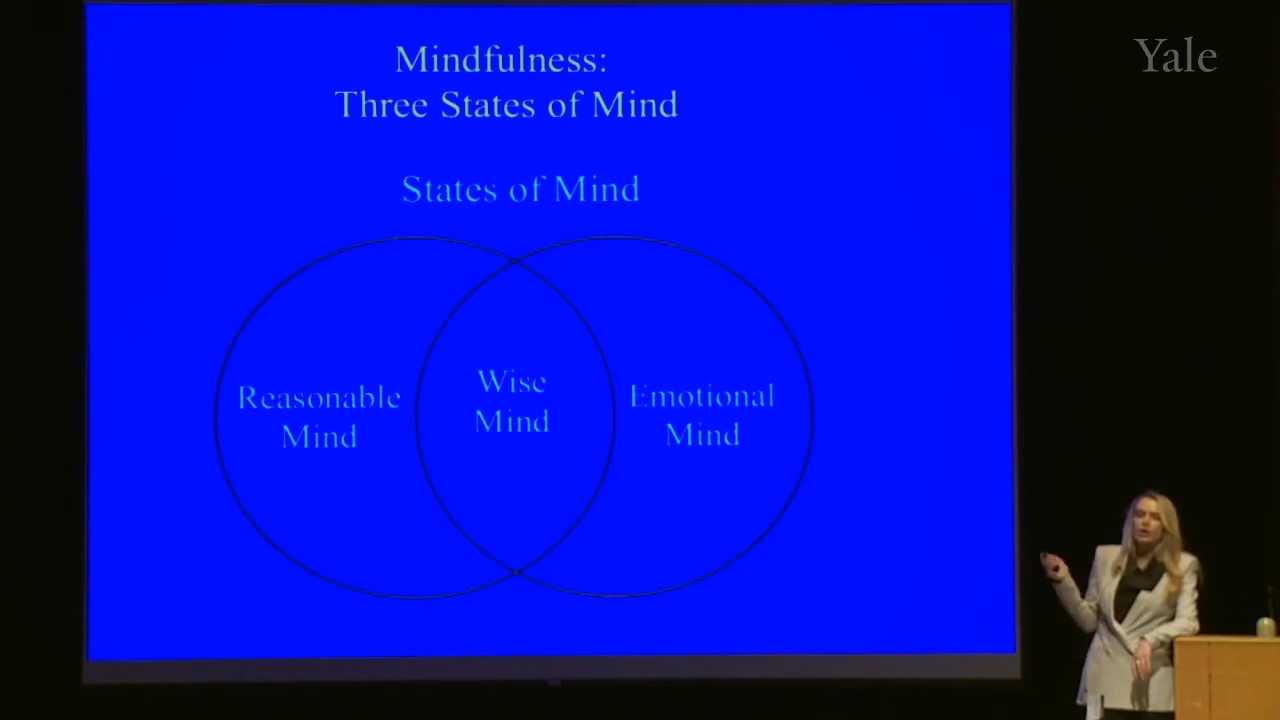 Yale
Mindfulness:
Three States of Mind
States of Mind
Reasonable
Mind
Wise
Mind
Emotional
Mind